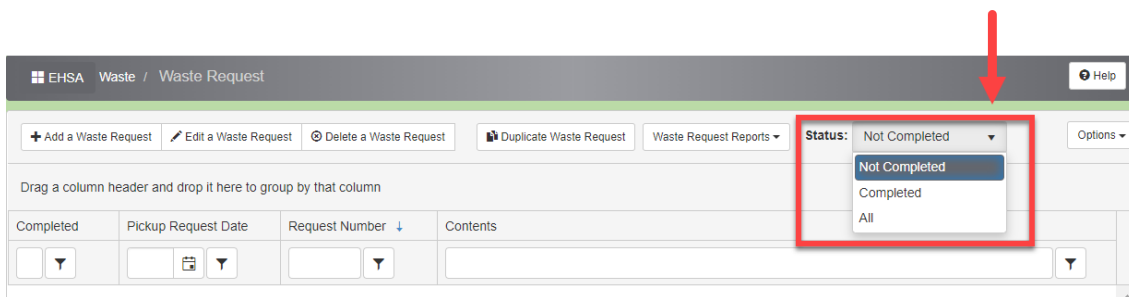 EHSA Waste / Waste Request Help
Add a Waste Request Edit a Waste Request Delete a Waste Request Duplicate Waste Request Waste Request Reports Status: Not Completed Options
Not Completed
Completed
All
Drag a column header and drop it here to group by that column
Completed Pickup Request Date Request Number Contents